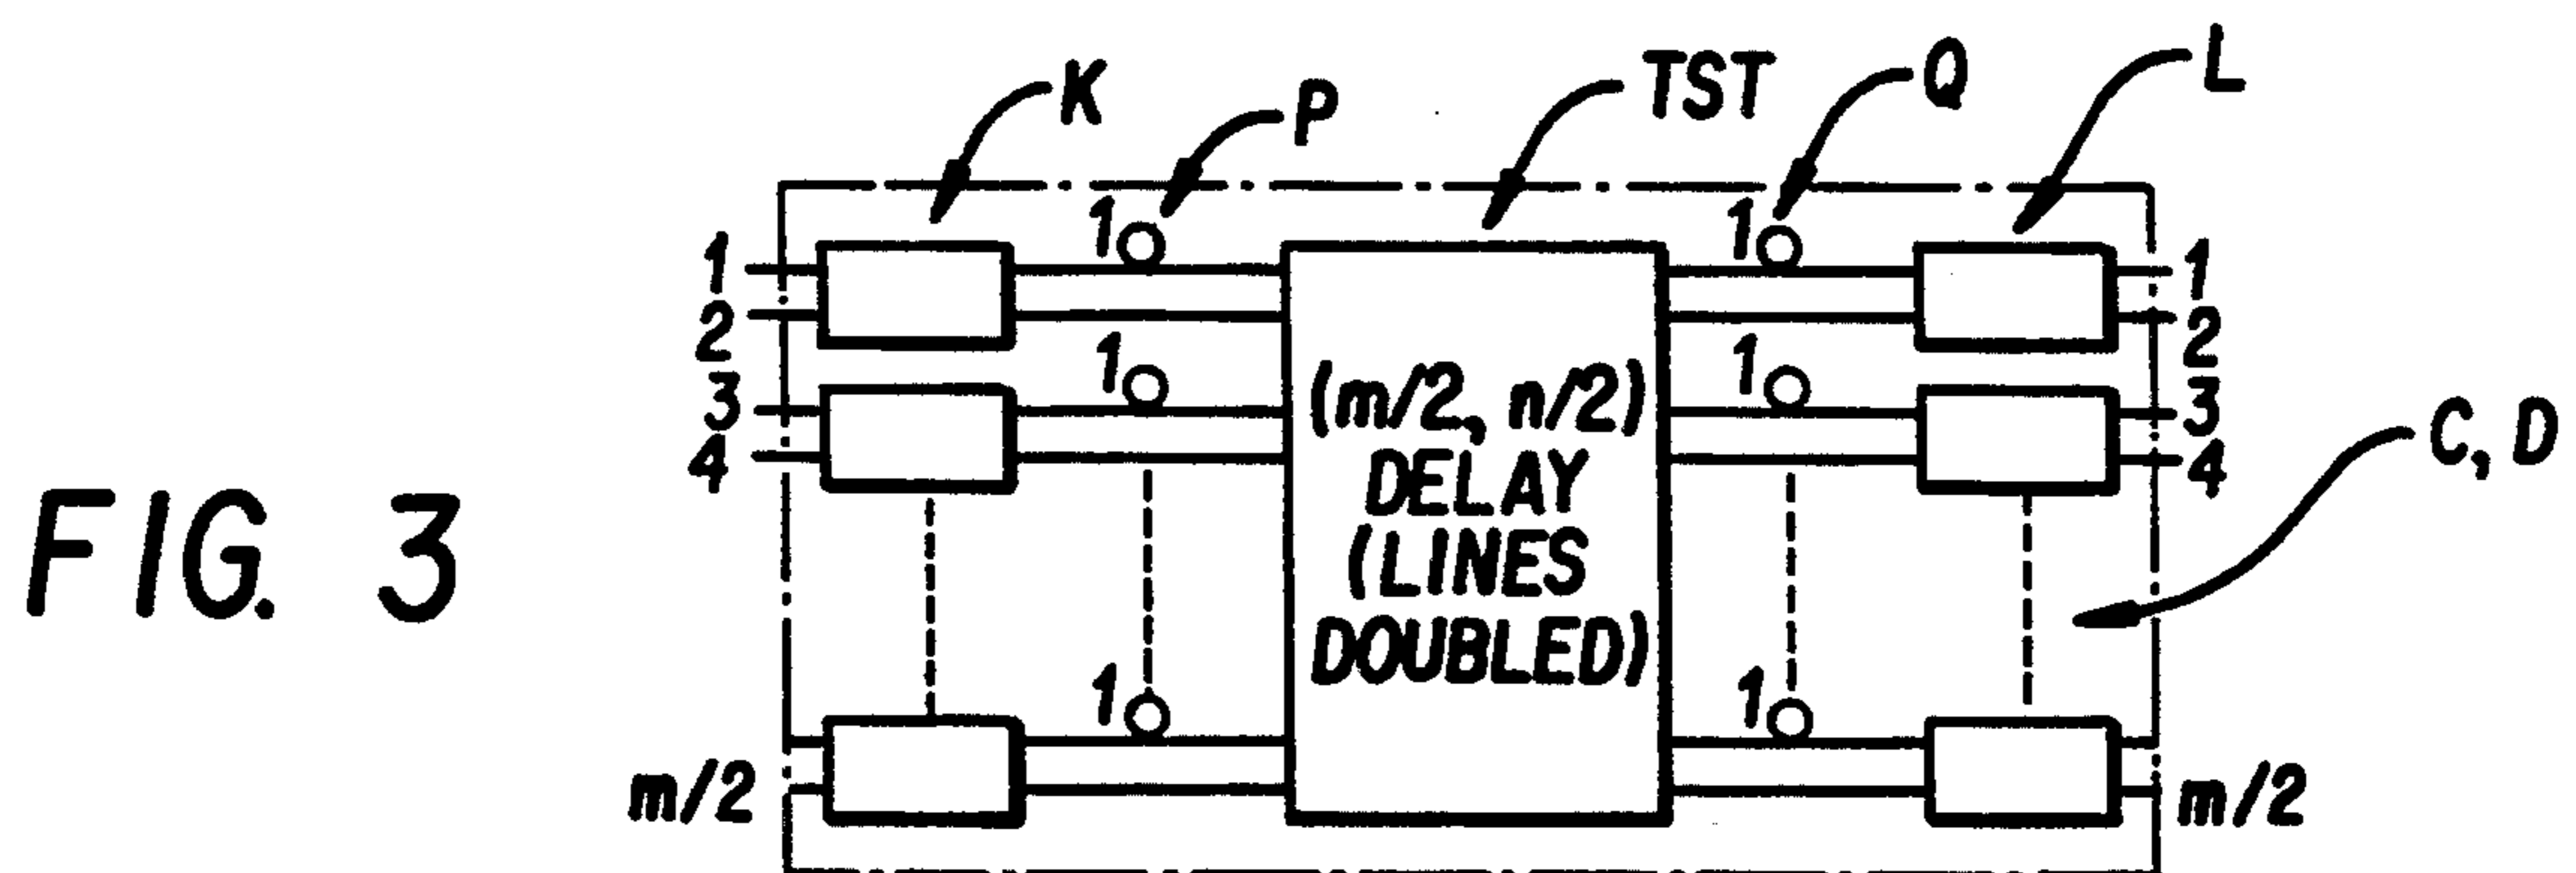 K P TST Q L
1 1
1 1
2 2
1 1
3 3
4 4
(m/2, n/2)
DELAY
(LINES
DOUBLED)
C, D
FIG. 3
1 1
m/2 m/2